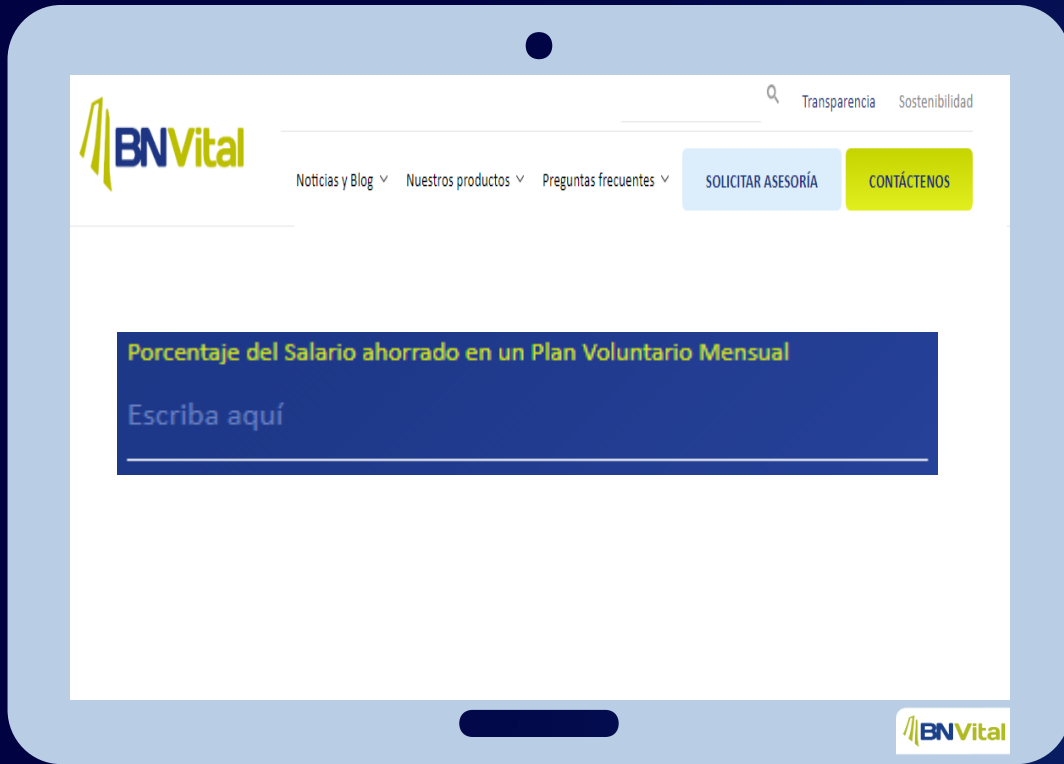 Transparencia Sostenibilidad
BNVital
Noticias y Blog Nuestros productos Preguntas frecuentes SOLICITAR ASESORÍA CONTÁCTENOS
Porcentaje del Salario ahorrado en un Plan Voluntario Mensual
Escriba aquí
BNVital